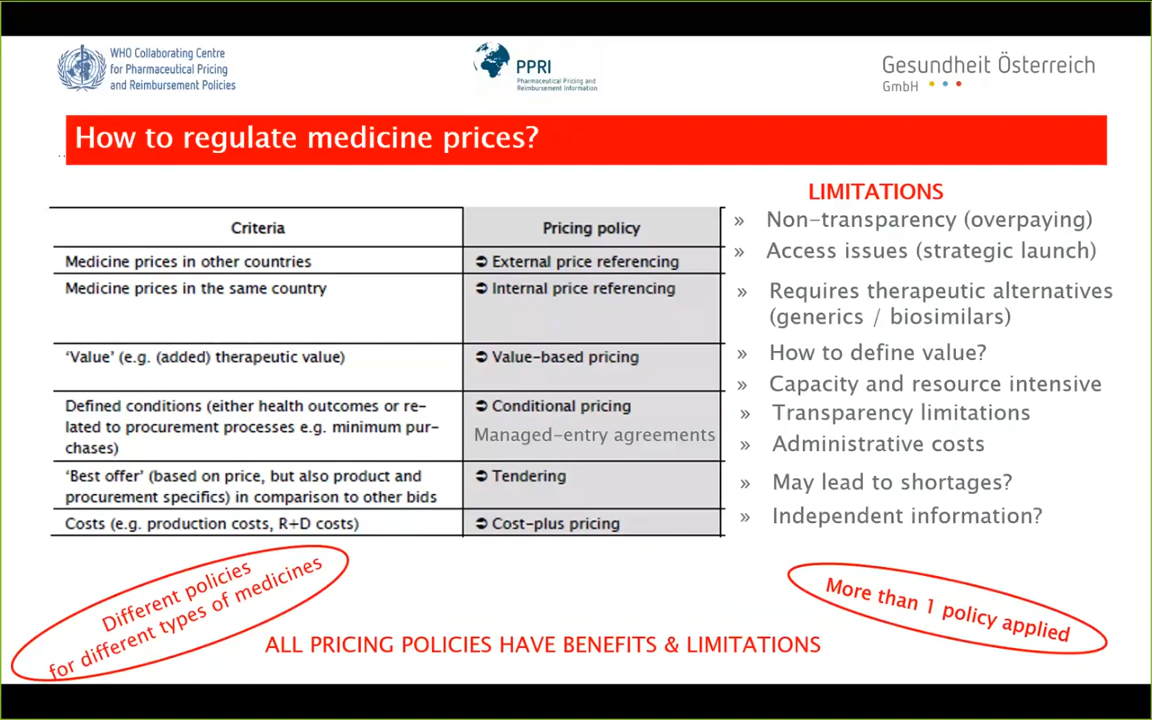 WHO Collaborating Centre
for Pharmaceutical Pricing
and Reimbursement Policies
PPRI
Pharmaceutical Pricing and
Reimbursement Information
Gesundheit Österreich
GmbH
How to regulate medicine prices?
Criteria
Pricing policy
Medicine prices in other countries
➲ External price referencing
Medicine prices in the same country
➲ Internal price referencing
‘Value’ (e.g. (added) therapeutic value)
➲ Value-based pricing
Defined conditions (either health outcomes or re-
lated to procurement processes e.g. minimum pur-
chases)
➲ Conditional pricing
Managed-entry agreements
‘Best offer’ (based on price, but also product and
procurement specifics) in comparison to other bids
➲ Tendering
Costs (e.g. production costs, R+D costs)
➲ Cost-plus pricing
LIMITATIONS
» Non-transparency (overpaying)
» Access issues (strategic launch)
» Requires therapeutic alternatives
(generics / biosimilars)
» How to define value?
» Capacity and resource intensive
» Transparency limitations
» Administrative costs
» May lead to shortages?
» Independent information?
Different policies
for different types of medicines
More than 1 policy applied
ALL PRICING POLICIES HAVE BENEFITS & LIMITATIONS